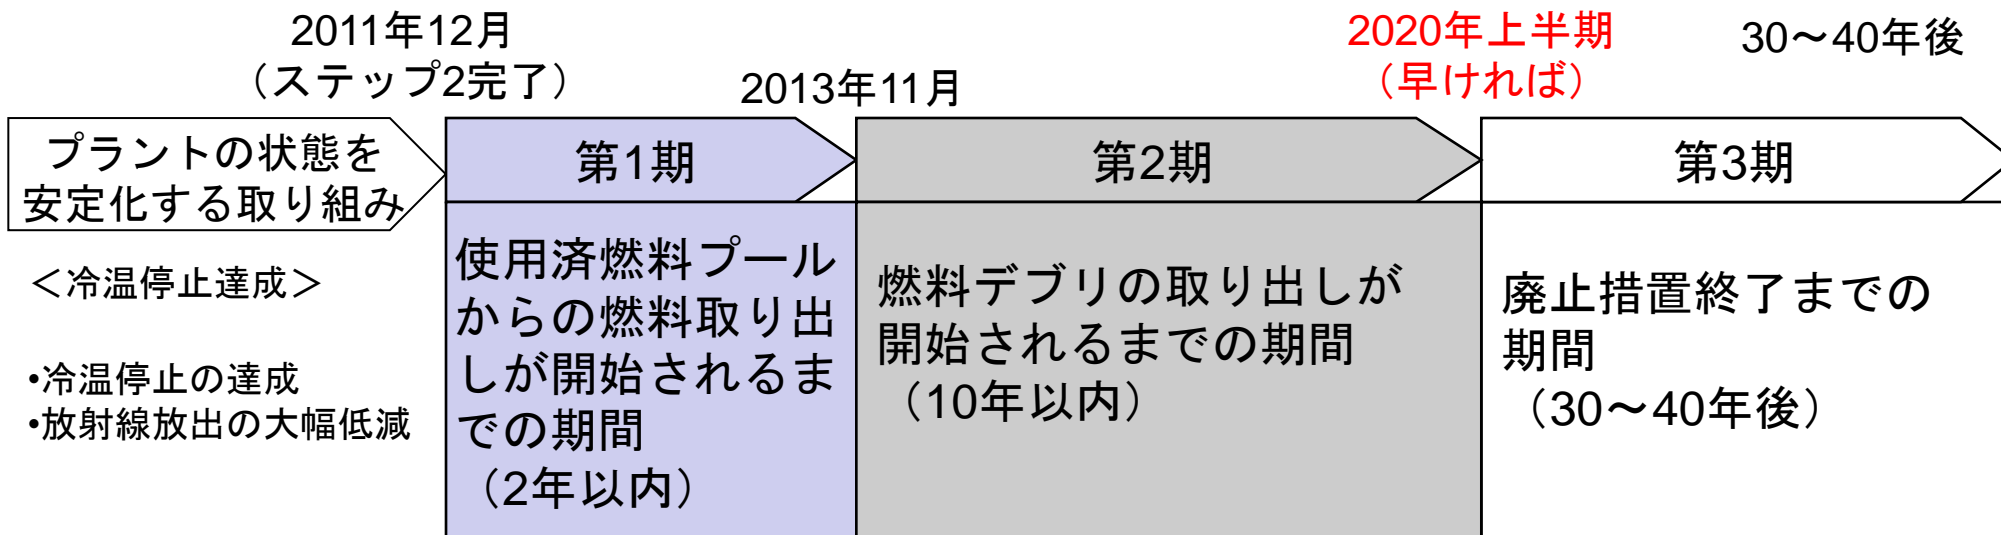 2011年12月
（ステップ2完了）
2013年11月
2020年上半期
（早ければ）
30～40年後
プラントの状態を
安定化する取り組み
第1期
第2期
第3期
＜冷温停止達成＞
•冷温停止の達成
•放射線放出の大幅低減
使用済燃料プール
からの燃料取り出
しが開始されるま
での期間
（2年以内）
燃料デブリの取り出しが
開始されるまでの期間
（10年以内）
廃止措置終了までの
期間
（30～40年後）